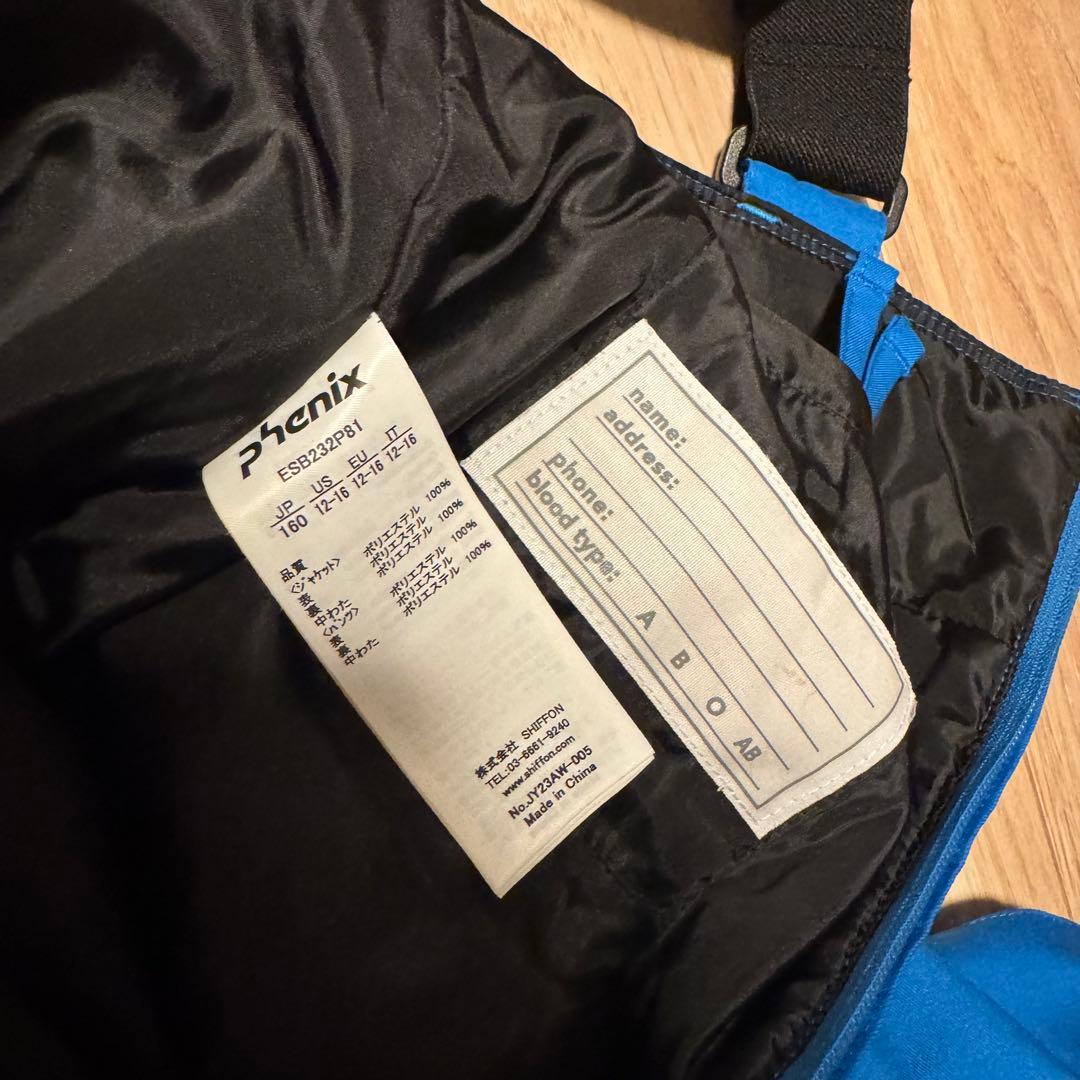 phenix
ESB232P81
JP US EU IT
160 12-16 12-16 12-16
品質
<ジャケット>
表 ポリエステル 100%
裏 ポリエステル 100%
中わた ポリエステル 100%
<パンツ>
表 ポリエステル 100%
裏 ポリエステル 100%
中わた ポリエステル 100%
株式会社 SHIFFON
TEL:03-6661-9240
www.shiffon.com
No.JY23AW-005
Made in China
name:
address:
phone:
blood type:
A B O AB